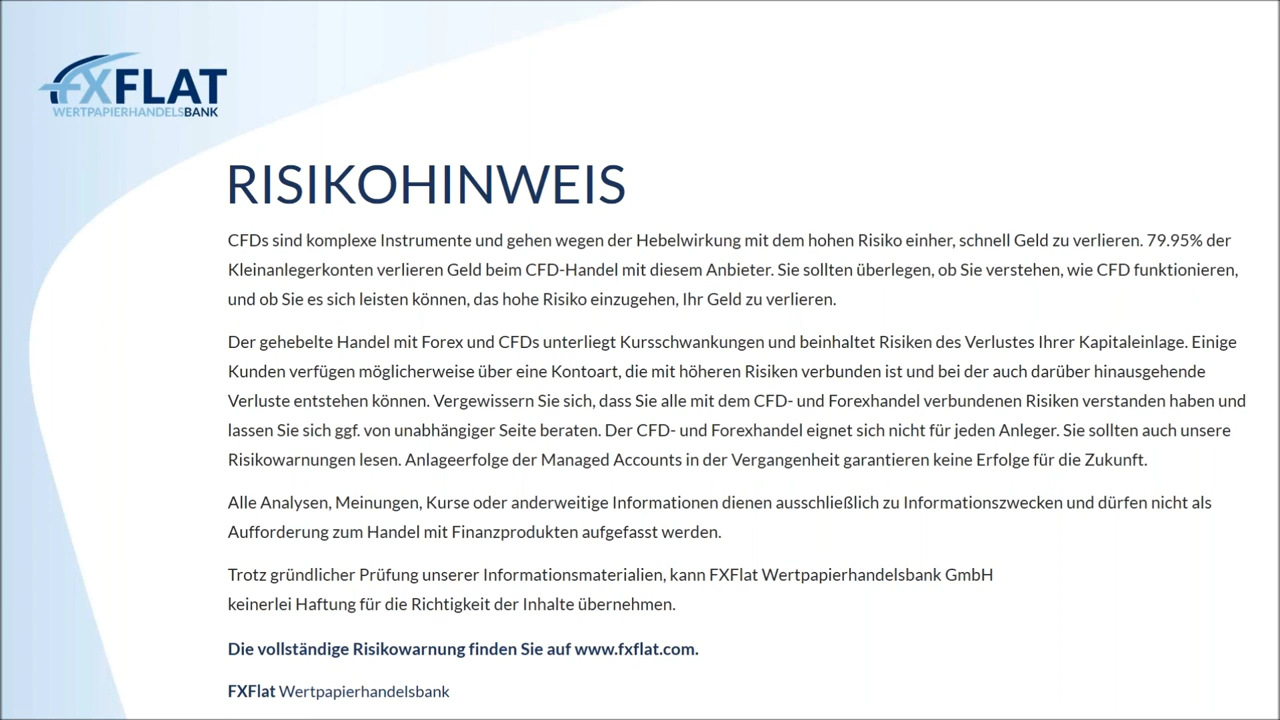 FXFLAT
WERTPAPIERHANDELSBANK
RISIKOHINWEIS
CFDs sind komplexe Instrumente und gehen wegen der Hebelwirkung mit dem hohen Risiko einher, schnell Geld zu verlieren. 79.95% der
Kleinanlegerkonten verlieren Geld beim CFD-Handel mit diesem Anbieter. Sie sollten überlegen, ob Sie verstehen, wie CFD funktionieren,
und ob Sie es sich leisten können, das hohe Risiko einzugehen, Ihr Geld zu verlieren.
Der gehebelte Handel mit Forex und CFDs unterliegt Kursschwankungen und beinhaltet Risiken des Verlustes Ihrer Kapitaleinlage. Einige
Kunden verfügen möglicherweise über eine Kontoart, die mit höheren Risiken verbunden ist und bei der auch darüber hinausgehende
Verluste entstehen können. Vergewissern Sie sich, dass Sie alle mit dem CFD- und Forexhandel verbundenen Risiken verstanden haben und
lassen Sie sich ggf. von unabhängiger Seite beraten. Der CFD- und Forexhandel eignet sich nicht für jeden Anleger. Sie sollten auch unsere
Risikowarnungen lesen. Anlageerfolge der Managed Accounts in der Vergangenheit garantieren keine Erfolge für die Zukunft.
Alle Analysen, Meinungen, Kurse oder anderweitige Informationen dienen ausschließlich zu Informationszwecken und dürfen nicht als
Aufforderung zum Handel mit Finanzprodukten aufgefasst werden.
Trotz gründlicher Prüfung unserer Informationsmaterialien, kann FXFlat Wertpapierhandelsbank GmbH
keinerlei Haftung für die Richtigkeit der Inhalte übernehmen.
Die vollständige Risikowarnung finden Sie auf www.fxflat.com.
FXFlat Wertpapierhandelsbank